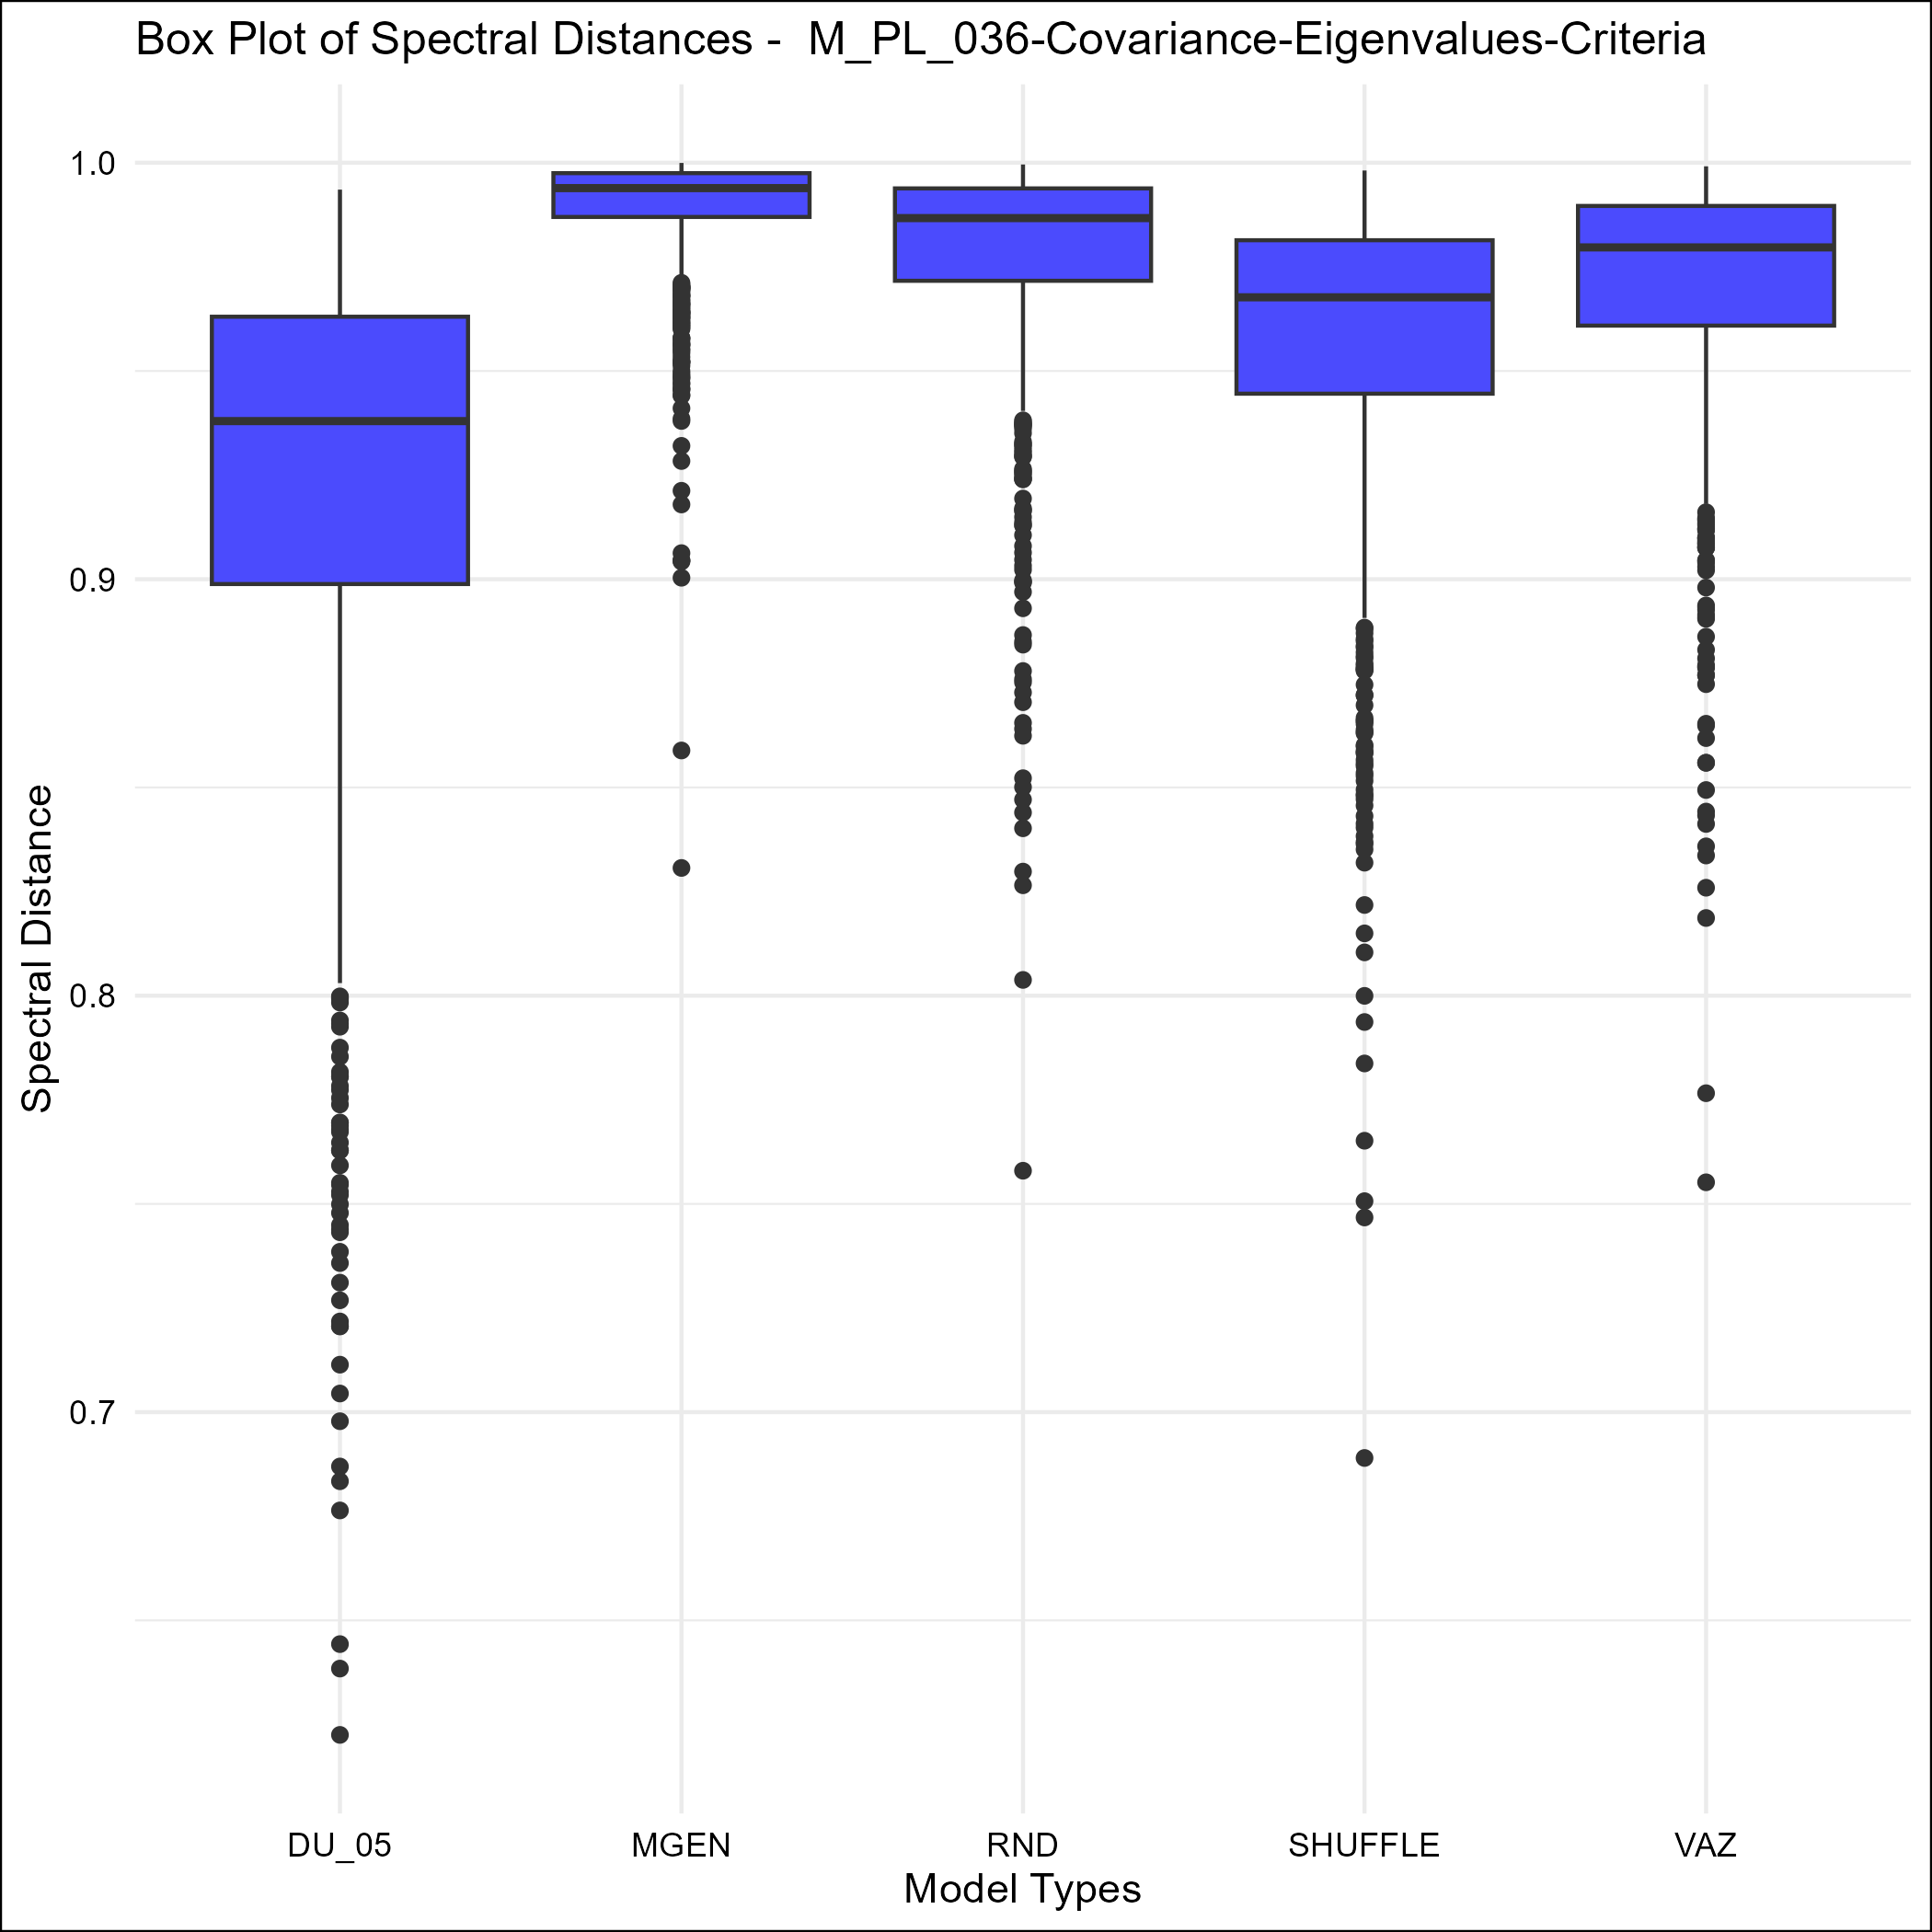 Box Plot of Spectral Distances -  M_PL_036-Covariance-Eigenvalues-Criteria
1.0
0.9
0.8
0.7
Spectral Distance
DU_05 MGEN RND SHUFFLE VAZ
Model Types